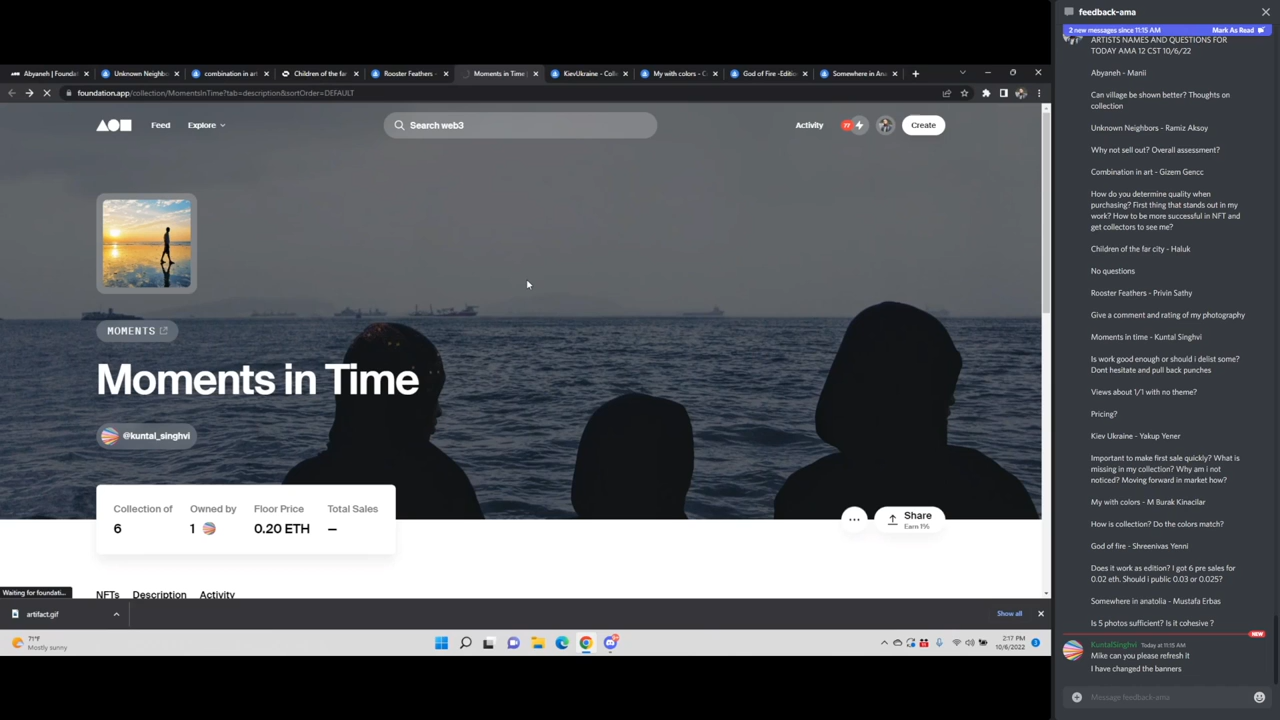 Abyaneh | Found
Unknown Neighb
combination in art
Children of the far
Rooster Feathers -
Moments in Time
KievUkraine - Coll
My with colors - C
God of Fire -Edition
Somewhere in Ana
foundation.app/collection/MomentsInTime?tab=description&sortOrder=DEFAULT
Feed
Explore
Search web3
Activity
77
Create
MOMENTS
Moments in Time
@kuntal_singhvi
Collection of
Owned by
Floor Price
Total Sales
6
1
0.20 ETH
—
Share
Earn 1%
NFTs
Description
Activity
Waiting for foundati...
artifact.gif
Show all
71°F
Mostly sunny
2:17 PM
10/6/2022
feedback-ama
2 new messages since 11:15 AM
Mark As Read
ARTISTS NAMES AND QUESTIONS FOR
TODAY AMA 12 CST 10/6/22
Abyaneh - Manii
Can village be shown better? Thoughts on
collection
Unknown Neighbors - Ramiz Aksoy
Why not sell out? Overall assessment?
Combination in art - Gizem Gencc
How do you determine quality when
purchasing? First thing that stands out in my
work? How to be more successful in NFT and
get collectors to see me?
Children of the far city - Haluk
No questions
Rooster Feathers - Privin Sathy
Give a comment and rating of my photography
Moments in time - Kuntal Singhvi
Is work good enough or should i delist some?
Dont hesitate and pull back punches
Views about 1/1 with no theme?
Pricing?
Kiev Ukraine - Yakup Yener
Important to make first sale quickly? What is
missing in my collection? Why am i not
noticed? Moving forward in market how?
My with colors - M Burak Kinacilar
How is collection? Do the colors match?
God of fire - Shreenivas Yenni
Does it work as edition? I got 6 pre sales for
0.02 eth. Should i public 0.03 or 0.025?
Somewhere in anatolia - Mustafa Erbas
Is 5 photos sufficient? Is it cohesive ?
NEW
KuntalSinghvi Today at 11:15 AM
Mike can you please refresh it
I have changed the banners
Message feedback-ama